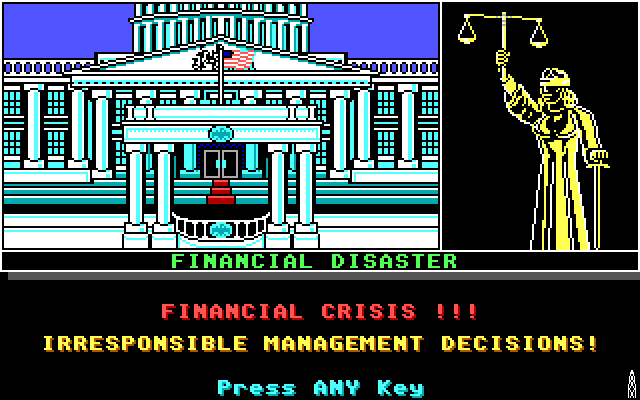 FINANCIAL DISASTER
FINANCIAL CRISIS !!!
IRRESPONSIBLE MANAGEMENT DECISIONS!
Press ANY Key